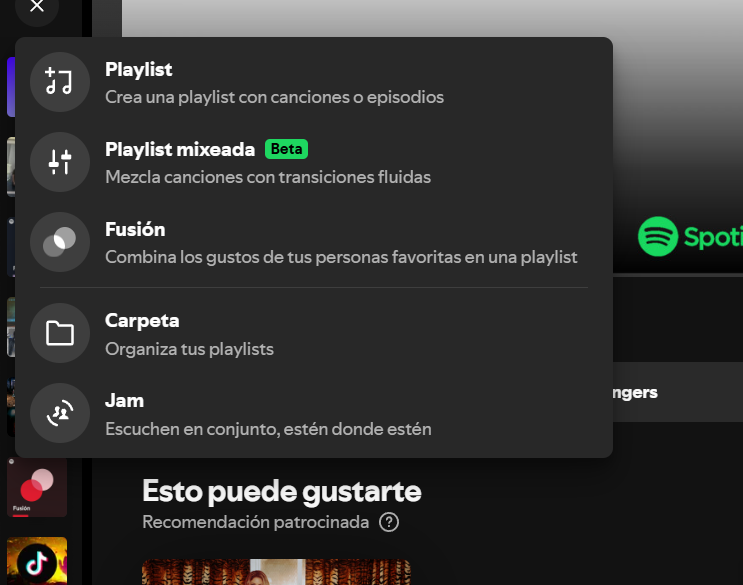 Playlist
Crea una playlist con canciones o episodios
Playlist mixeada Beta
Mezcla canciones con transiciones fluidas
Fusión
Combina los gustos de tus personas favoritas en una playlist
Spoti
Carpeta
Organiza tus playlists
ngers
Jam
Escuchen en conjunto, estén donde estén
Fusión
Esto puede gustarte
Recomendación patrocinada ?